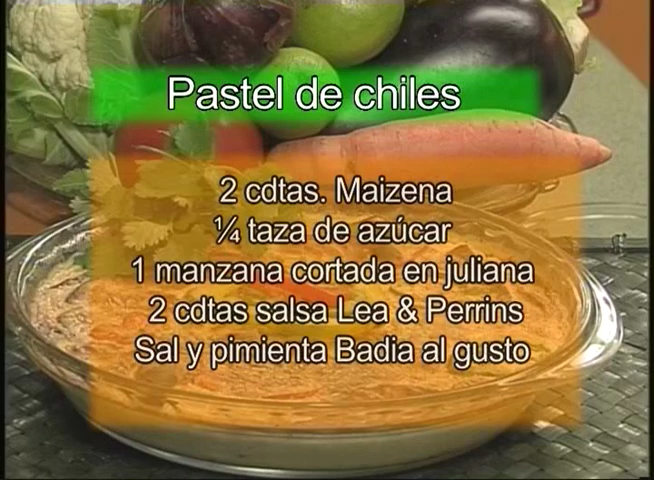 Pastel de chiles
2 cdtas. Maizena
¼ taza de azúcar
1 manzana cortada en juliana
2 cdtas salsa Lea & Perrins
Sal y pimienta Badia al gusto